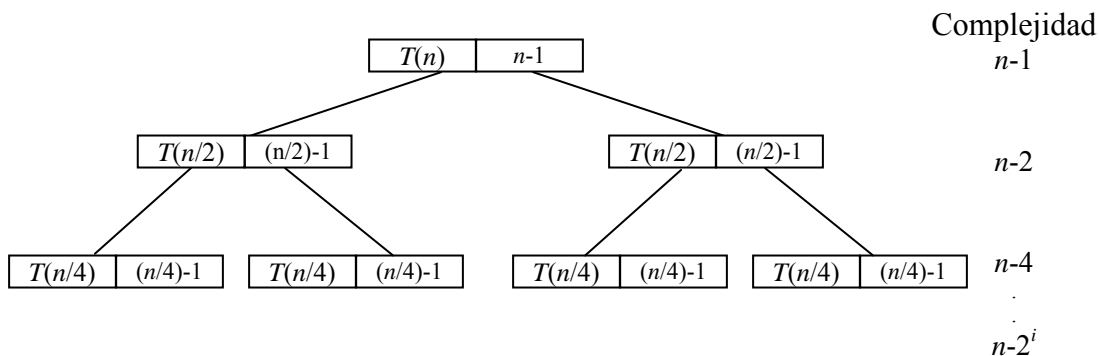 Complejidad
T(n) n-1 n-1
T(n/2) (n/2)-1 T(n/2) (n/2)-1 n-2
T(n/4) (n/4)-1 T(n/4) (n/4)-1 T(n/4) (n/4)-1 T(n/4) (n/4)-1 n-4
.
.
n-2^i